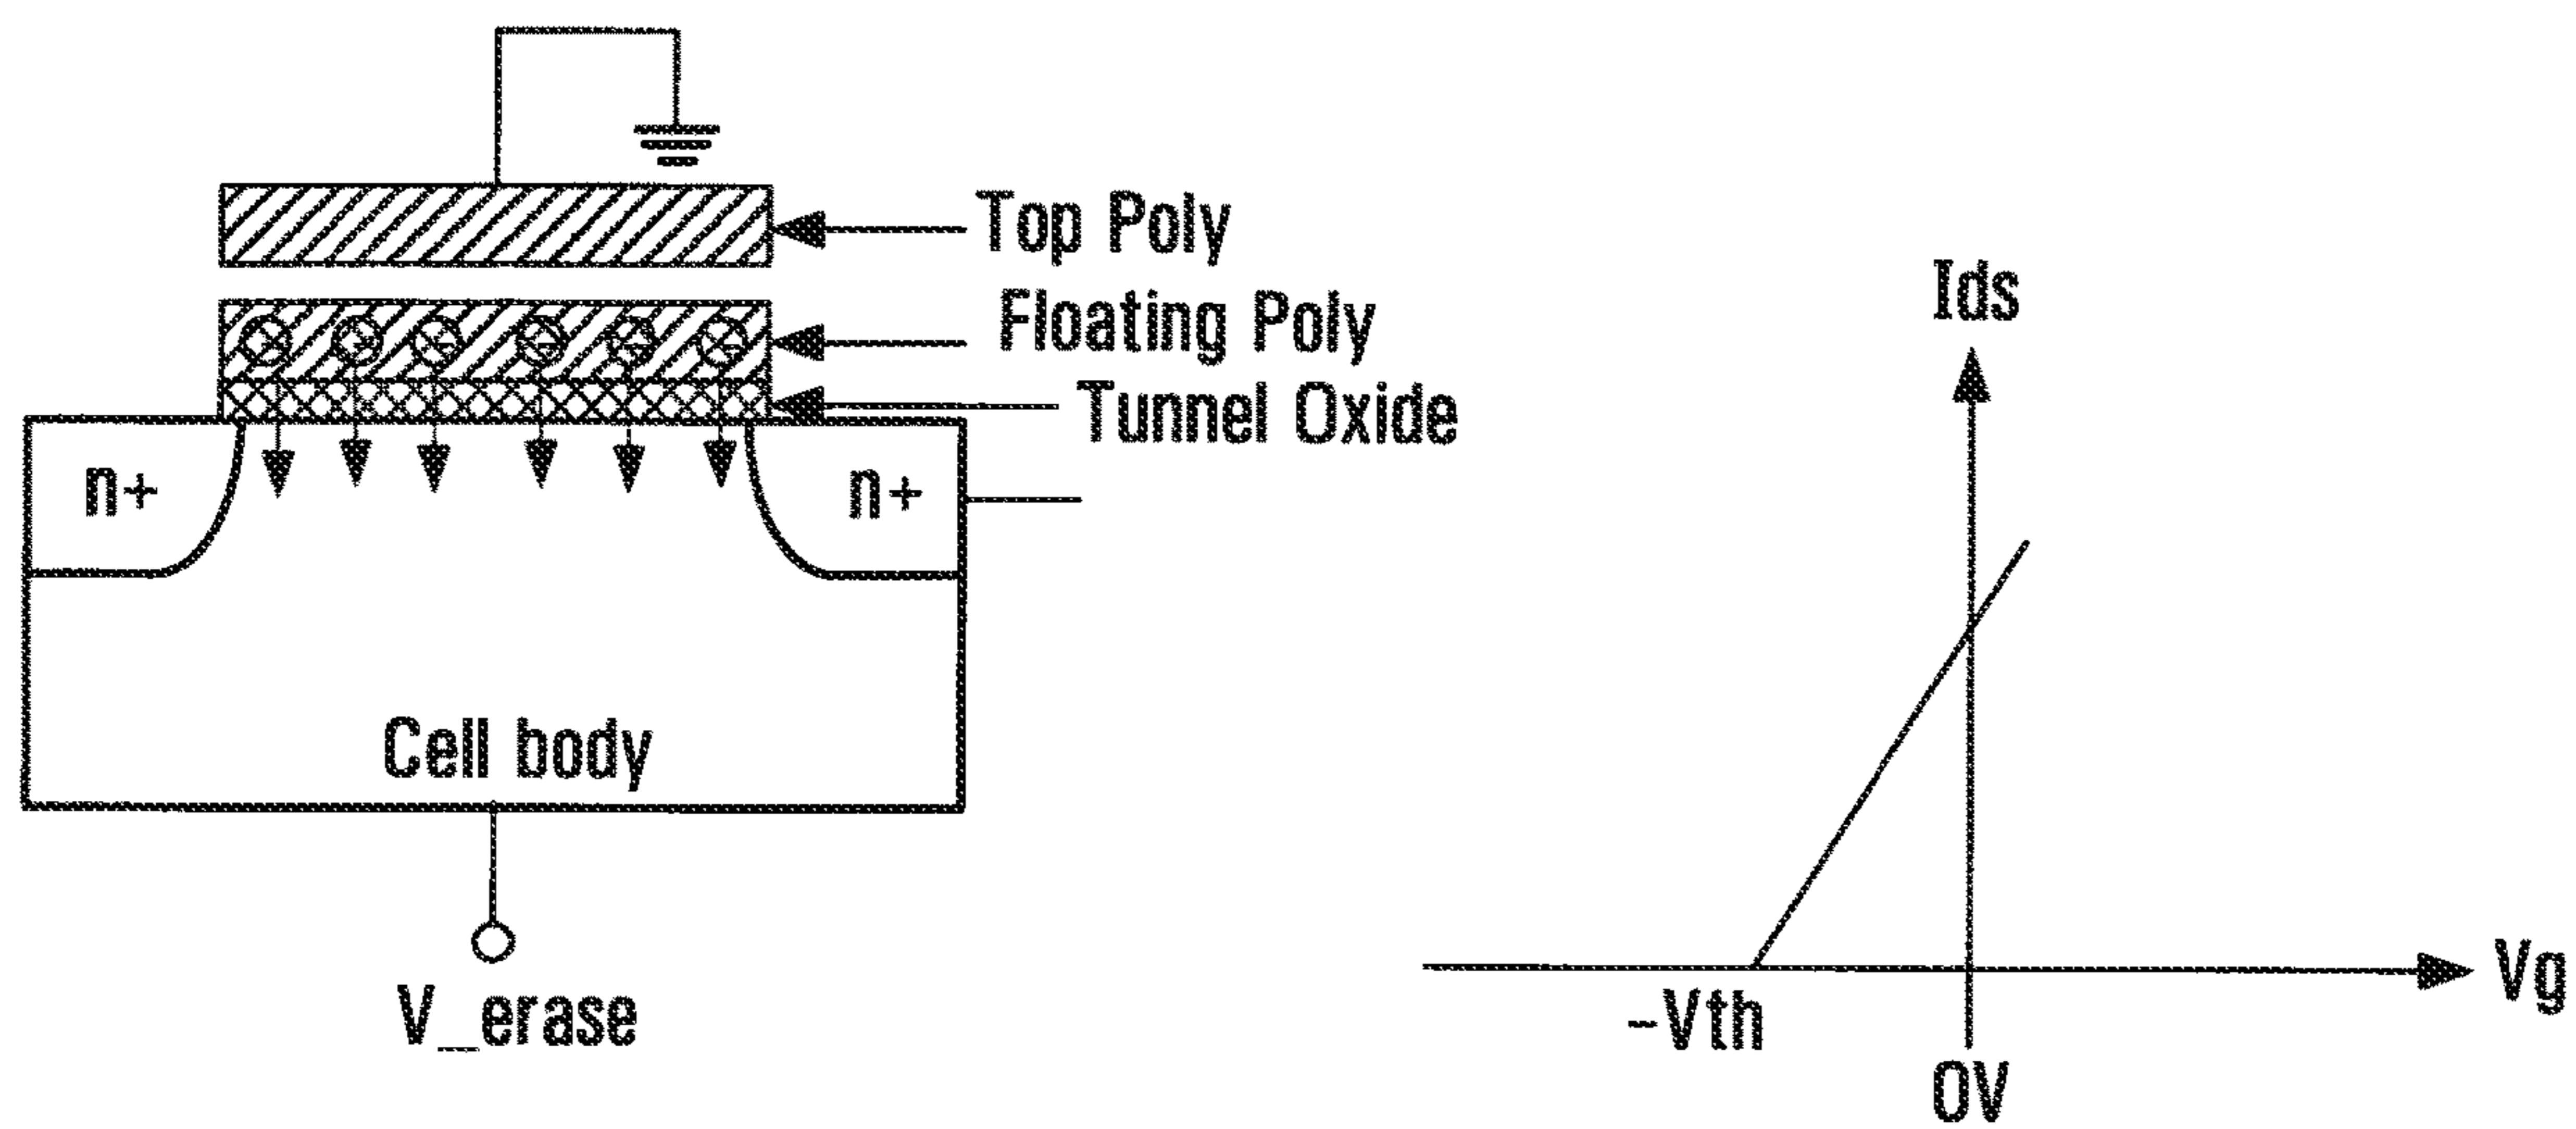 Top Poly
Floating Poly
Tunnel Oxide
n+
n+
Cell body
V_erase
Ids
Vg
-Vth
0V